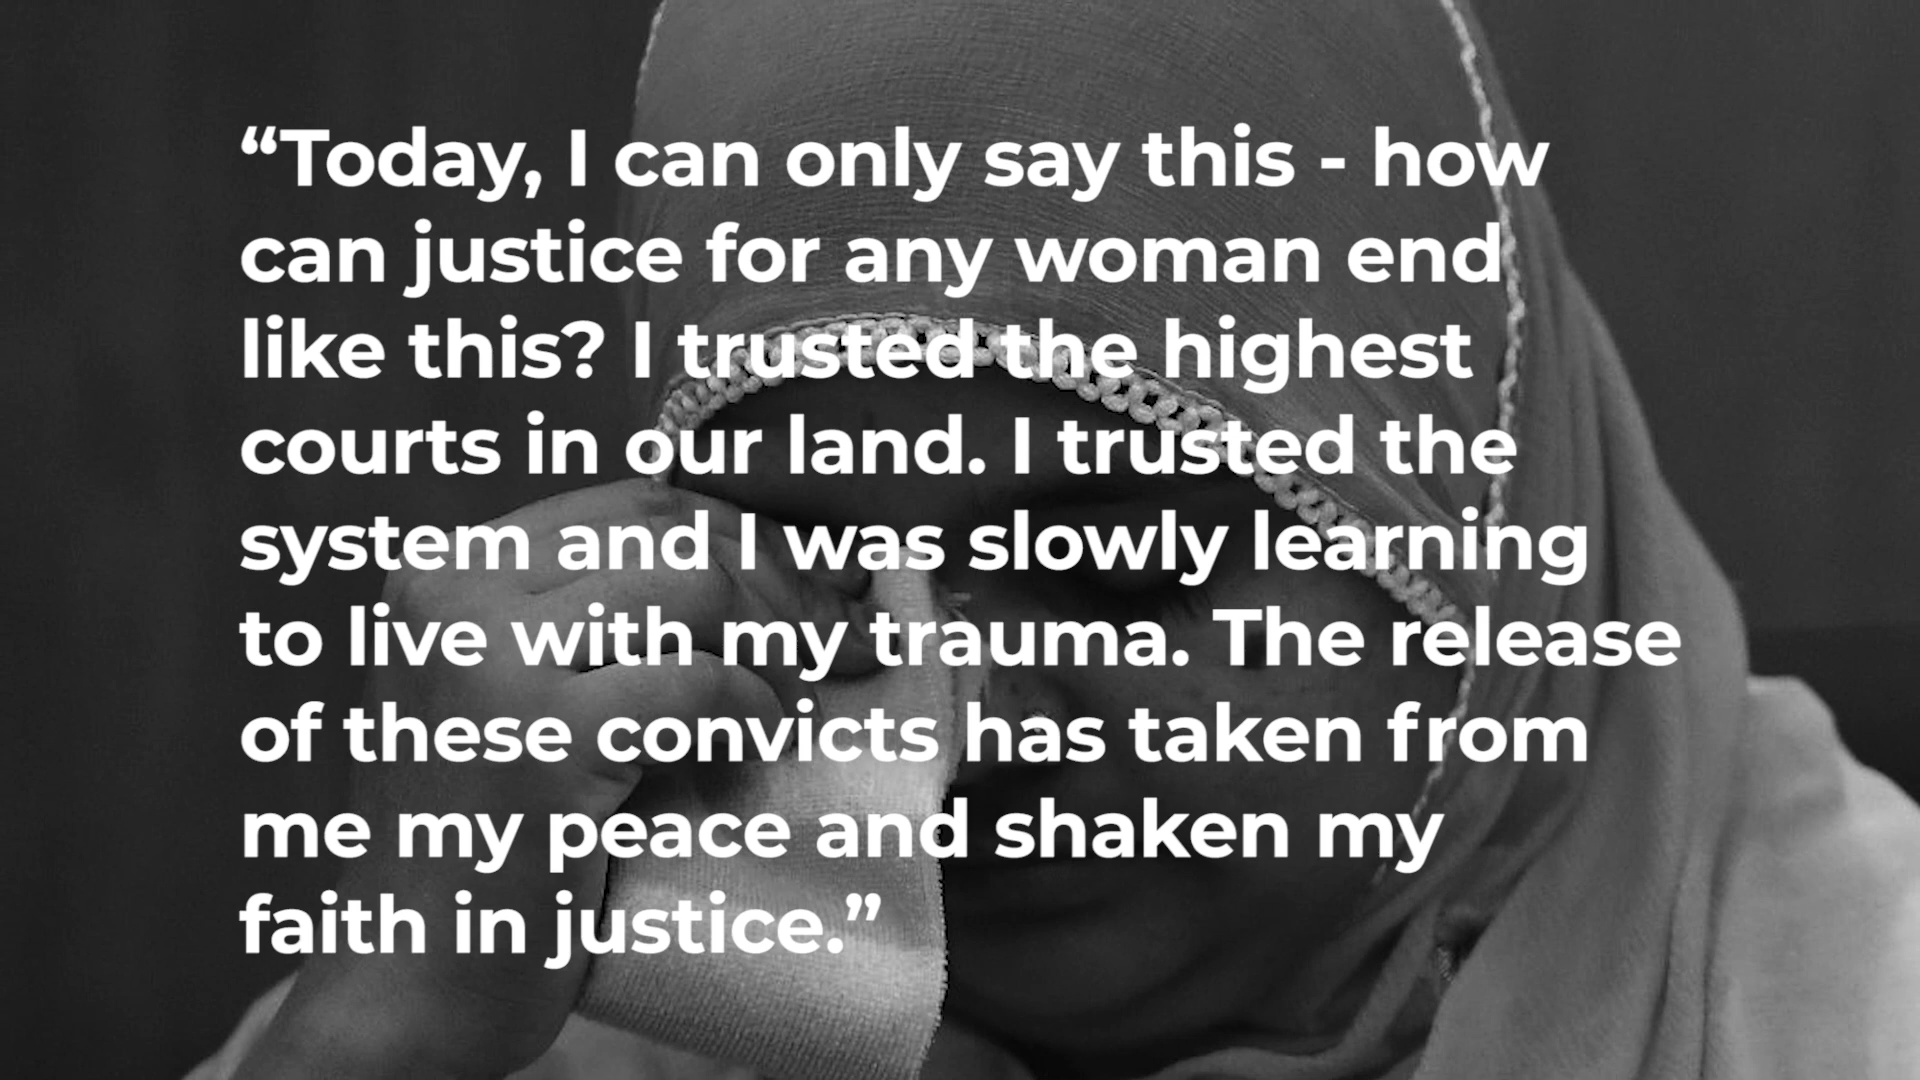 “Today, I can only say this - how
can justice for any woman end
like this? I trusted the highest
courts in our land. I trusted the
system and I was slowly learning
to live with my trauma. The release
of these convicts has taken from
me my peace and shaken my
faith in justice.”